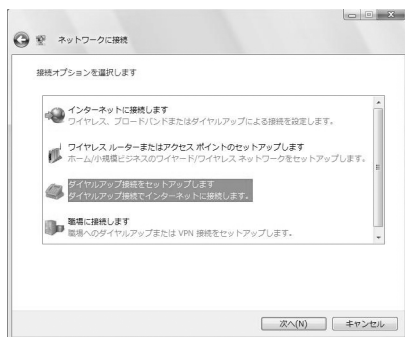 ネットワークに接続
接続オプションを選択します
インターネットに接続します
ワイヤレス、ブロードバンドまたはダイヤルアップによる接続を設定します。
ワイヤレス ルーターまたはアクセス ポイントのセットアップします
ホーム/小規模ビジネスのワイヤード/ワイヤレス ネットワークをセットアップします。
ダイヤルアップ接続をセットアップします
ダイヤルアップ接続でインターネットに接続します。
職場に接続します
職場へのダイヤルアップまたは VPN 接続をセットアップします。
次へ(N)
キャンセル